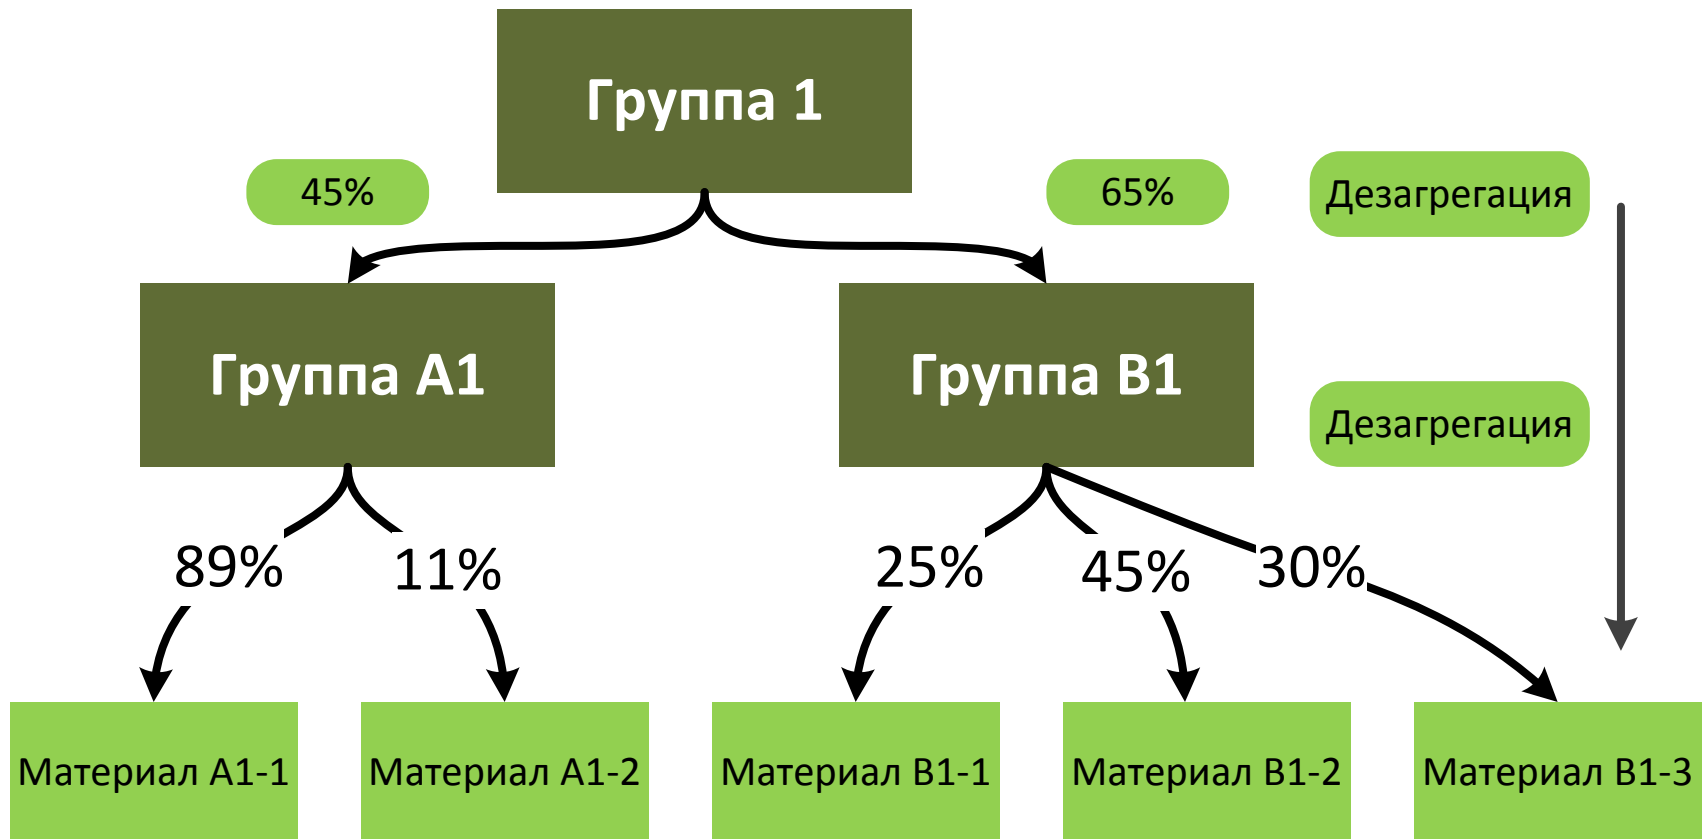 Группа 1
45%
65%
Дезагрегация
Группа А1
Группа В1
Дезагрегация
89%
11%
25%
45%
30%
Материал А1-1
Материал А1-2
Материал В1-1
Материал В1-2
Материал В1-3